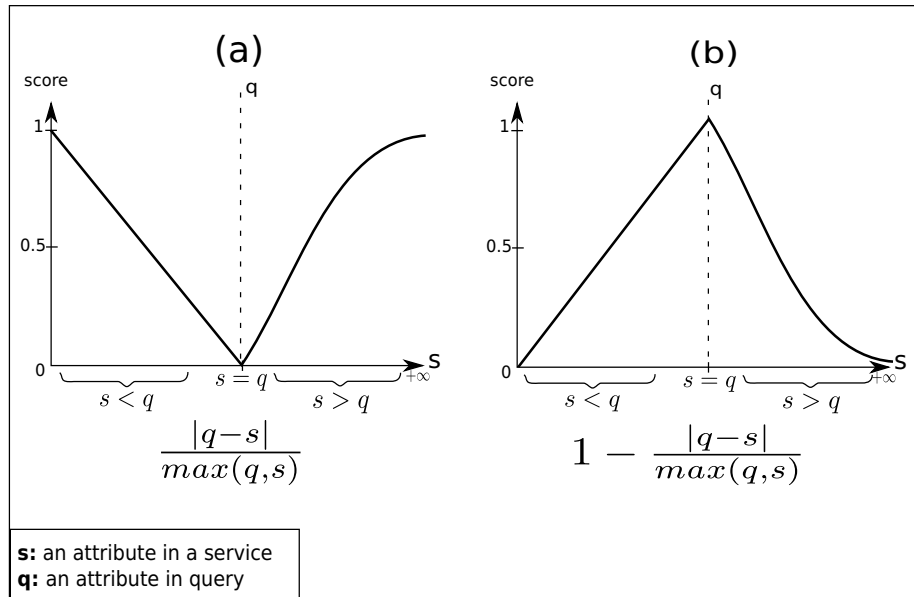 (a)
score
q
1
0.5
0
s
+∞
s < q
s = q
s > q
|q−s|
max(q,s)
(b)
score
q
1
0.5
0
s
+∞
s < q
s = q
s > q
1 − |q−s|
max(q,s)
s: an attribute in a service
q: an attribute in query